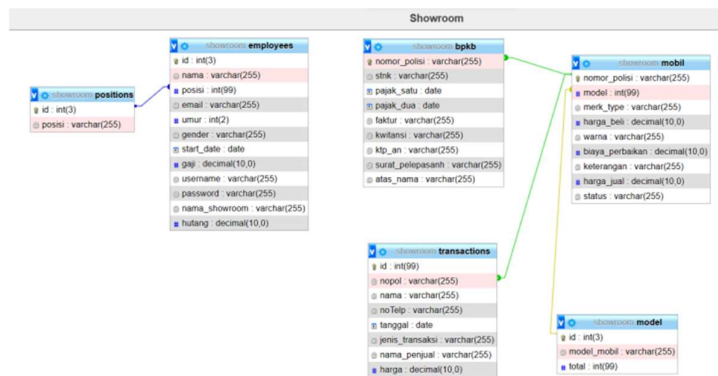 Showroom
showroom positions
id : int(3)
posisi : varchar(255)
showroom employees
id : int(3)
nama : varchar(255)
posisi : int(99)
email : varchar(255)
umur : int(2)
gender : varchar(255)
start_date : date
gaji : decimal(10,0)
username : varchar(255)
password : varchar(255)
nama_showroom : varchar(255)
hutang : decimal(10,0)
showroom bpkb
nomor_polisi : varchar(255)
stnk : varchar(255)
pajak_satu : date
pajak_dua : date
faktur : varchar(255)
kwitansi : varchar(255)
ktp_an : varchar(255)
surat_pelepasanh : varchar(255)
atas_nama : varchar(255)
showroom mobil
nomor_polisi : varchar(255)
model : int(99)
merk_type : varchar(255)
harga_beli : decimal(10,0)
warna : varchar(255)
biaya_perbaikan : decimal(10,0)
keterangan : varchar(255)
harga_jual : decimal(10,0)
status : varchar(255)
showroom transactions
id : int(99)
nopol : varchar(255)
nama : varchar(255)
noTelp : varchar(255)
tanggal : date
jenis_transaksi : varchar(255)
nama_penjual : varchar(255)
harga : decimal(10,0)
showroom model
id : int(3)
model_mobil : varchar(255)
total : int(99)